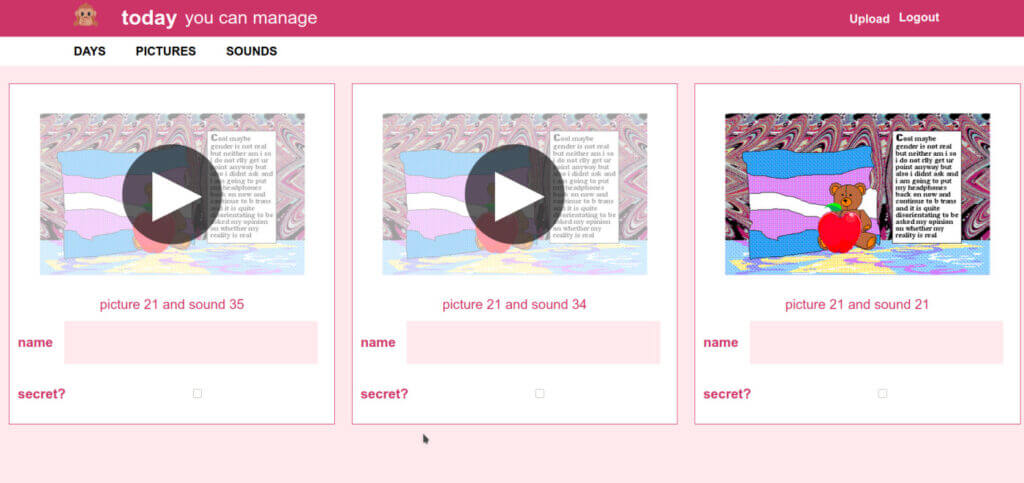 today you can manage
Upload Logout
DAYS PICTURES SOUNDS
Cool maybe
gender is not real
but neither am i so
i do not rlly get ur
point anyway but
also i didnt ask and
i am going to put
my headphones
back on now and
continue to b trans
and it is quite
disorientating to be
asked my opinion
on whether my
reality is real
picture 21 and sound 35
name
secret?
Cool maybe
gender is not real
but neither am i so
i do not rlly get ur
point anyway but
also i didnt ask and
i am going to put
my headphones
back on now and
continue to b trans
and it is quite
disorientating to be
asked my opinion
on whether my
reality is real
picture 21 and sound 34
name
secret?
Cool maybe
gender is not real
but neither am i so
i do not rlly get ur
point anyway but
also i didnt ask and
i am going to put
my headphones
back on now and
continue to b trans
and it is quite
disorientating to be
asked my opinion
on whether my
reality is real
picture 21 and sound 21
name
secret?